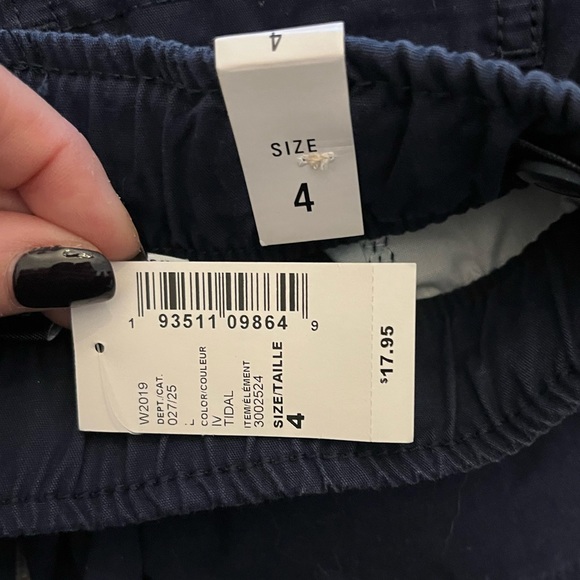 4
SIZE
4
1 93511 09864 9
W2019
DEPT./CAT.
027/25
L
COLOR/COULEUR
IV
TIDAL
ITEM/ELÉMENT
3002524
SIZE/TAILLE
4
$17.95